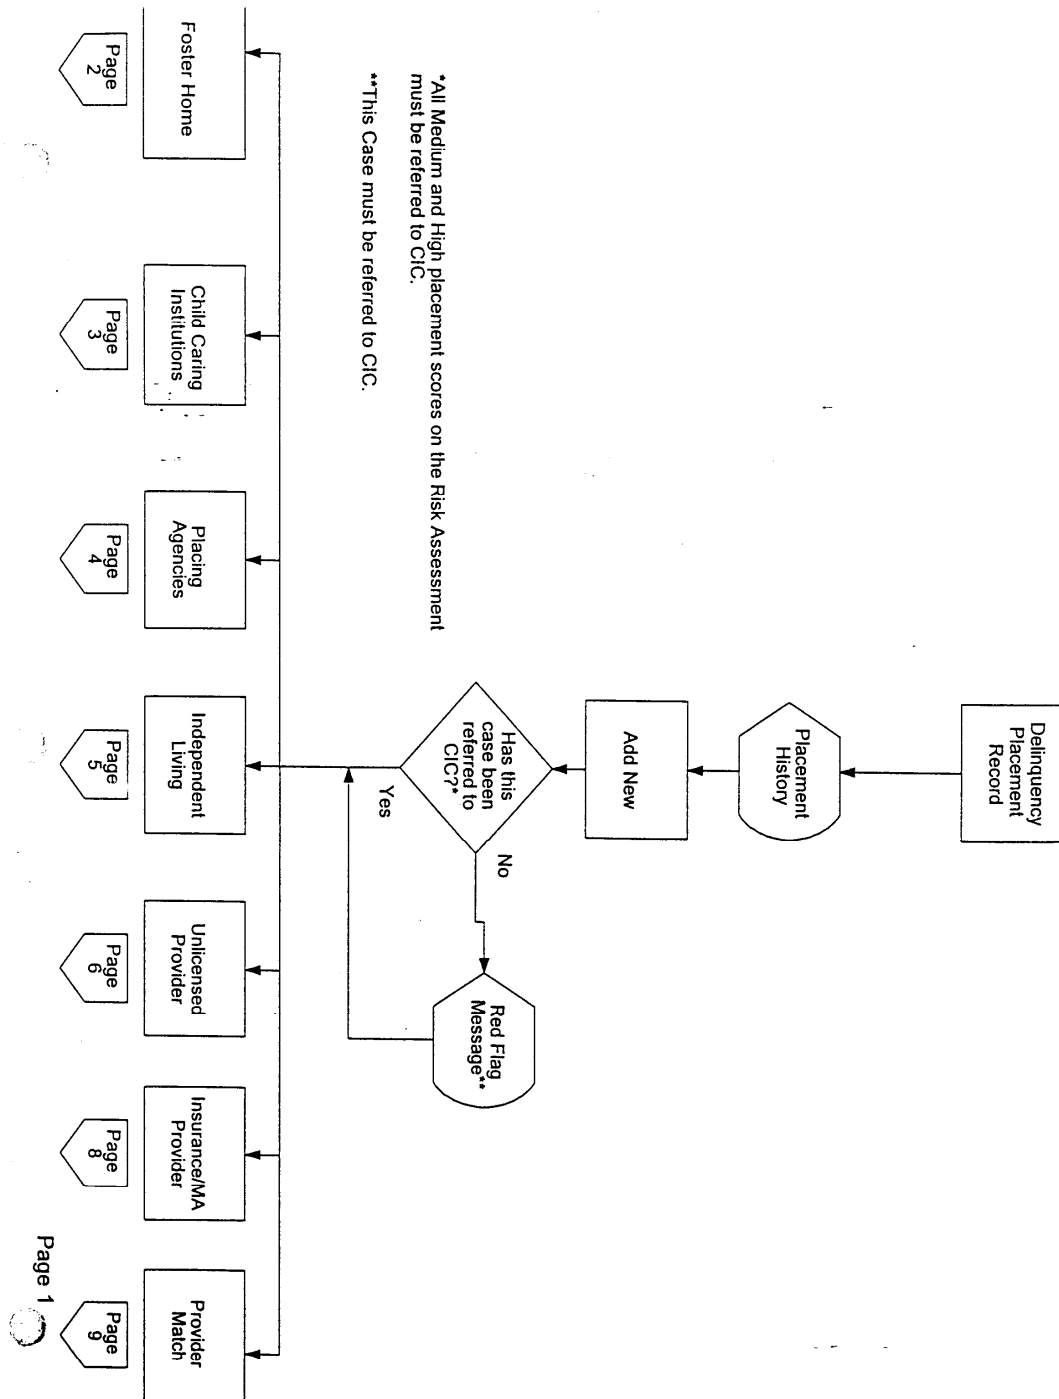 Delinquency
Placement
Record
Placement
History
Add New
Has this
case been
referred to
CIC?*
No
Yes
Red Flag
Message**
*All Medium and High placement scores on the Risk Assessment
must be referred to CIC.
**This Case must be referred to CIC.
Foster Home
Child Caring
Institutions
Placing
Agencies
Independent
Living
Unlicensed
Provider
Insurance/MA
Provider
Provider
Match
Page
2
Page
3
Page
4
Page
5
Page
6
Page
8
Page
9
Page 1